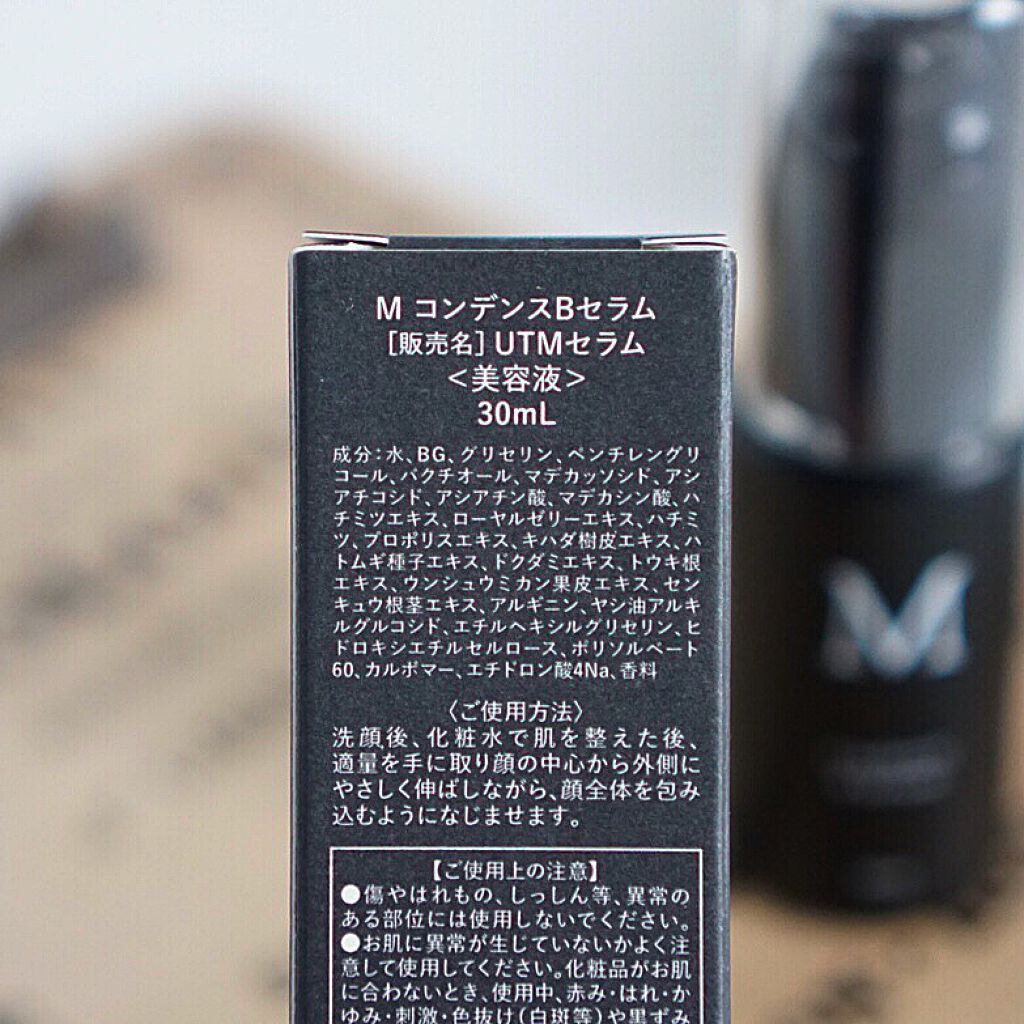 M コンデンスBセラム
[販売名]UTMセラム
<美容液>
30mL
成分:水、BG、グリセリン、ペンチレングリ
コール、バクチオール、マデカッソシド、アシ
アチコシド、アシアチン酸、マデカシン酸、ハ
チミツエキス、ローヤルゼリーエキス、ハチミ
ツ、プロポリスエキス、キハダ樹皮エキス、ハ
トムギ種子エキス、ドクダミエキス、トウキ根
エキス、ウンシュウミカン果皮エキス、セン
キュウ根茎エキス、アルギニン、ヤシ油アルキ
ルグルコシド、エチルヘキシルグリセリン、ヒ
ドロキシエチルセルロース、ポリソルベート
60、カルボマー、エチドロン酸4Na、香料
〈ご使用方法〉
洗顔後、化粧水で肌を整えた後、
適量を手に取り顔の中心から外側に
やさしく伸ばしながら、顔全体を包み
込むようになじませます。
【ご使用上の注意】
●傷やはれもの、しっしん等、異常の
ある部位には使用しないでください。
●お肌に異常が生じていないかよく注
意して使用してください。化粧品がお肌
に合わないとき、使用中、赤み・はれ・か
ゆみ・刺激・色抜け(白斑等)や黒ずみ
M